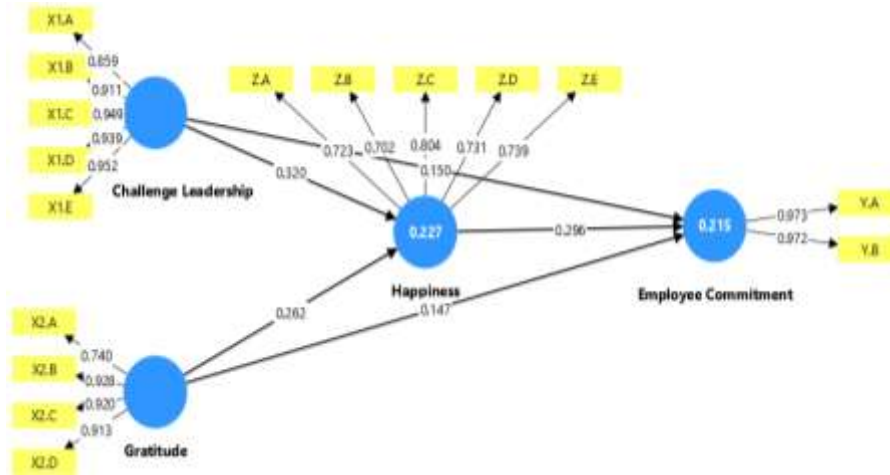 X1.A
0.859
X1.B
0.911
X1.C
0.949
0.939
X1.D
0.952
X1.E
Challenge Leadership
Z.A
Z.B
Z.C
Z.D
Z.E
0.723
0.702
0.804
0.731
0.739
0.320
0.150
0.227
Happiness
0.296
0.215
Employee Commitment
0.973
Y.A
0.972
Y.B
0.262
0.147
X2.A
0.740
X2.B
0.928
0.920
X2.C
0.913
X2.D
Gratitude